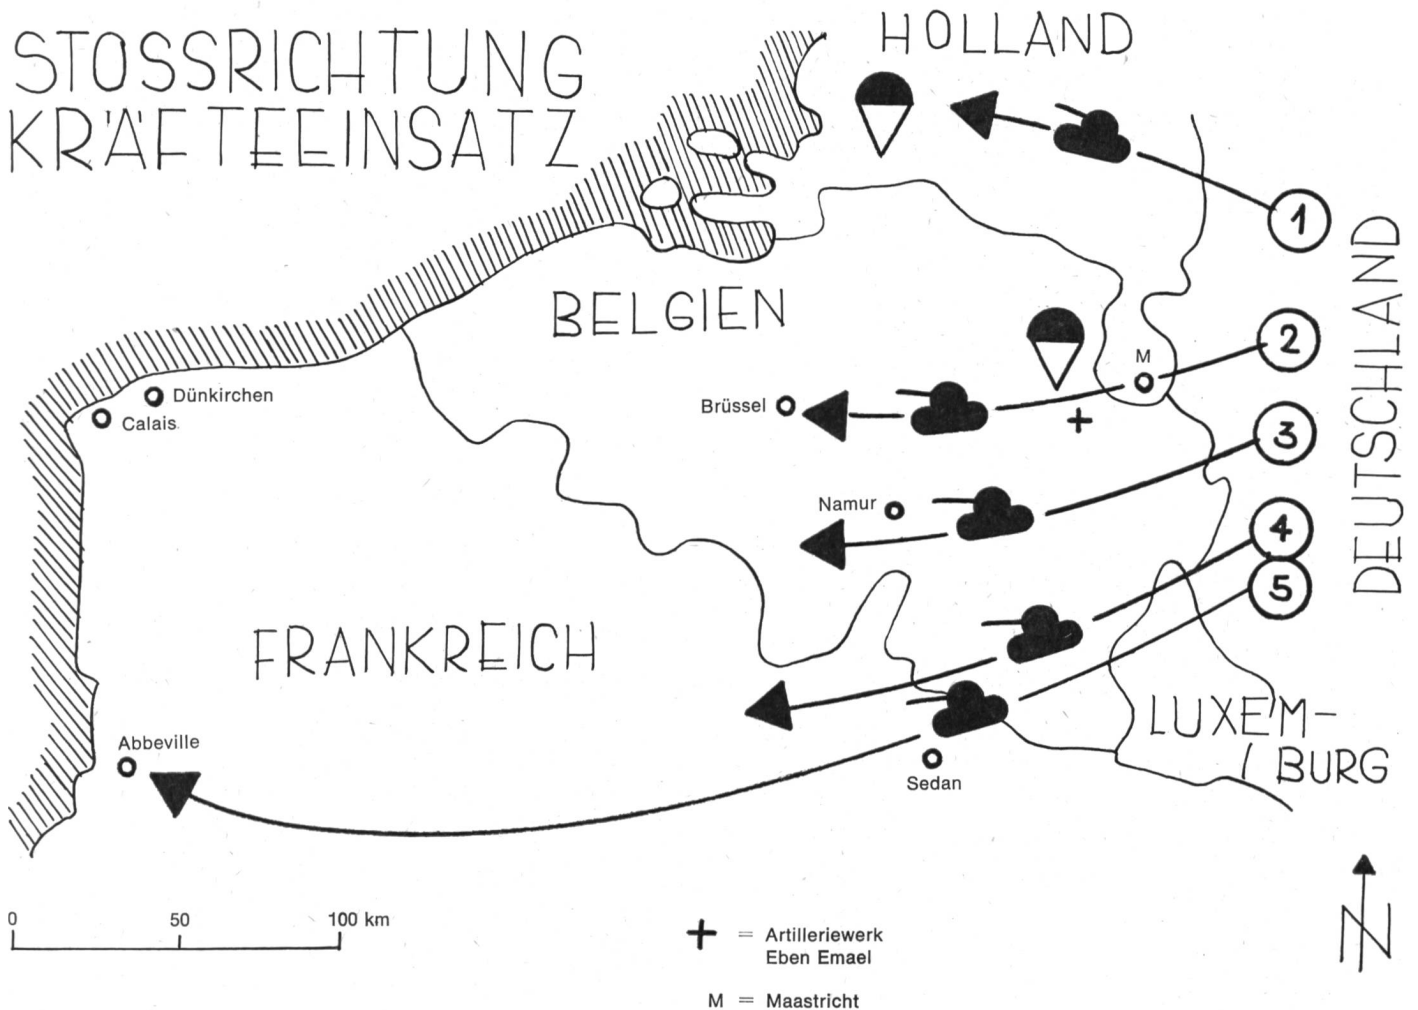 STOSSRICHTUNG
KRÄFTEEINSATZ
HOLLAND
1
DEUTSCHLAND
BELGIEN
2
M
Dünkirchen
Calais
Brüssel
3
Namur
4
5
FRANKREICH
LUXEM-
BURG
Abbeville
Sedan
0 50 100 km
+ = Artilleriewerk
Eben Emael
M = Maastricht
N